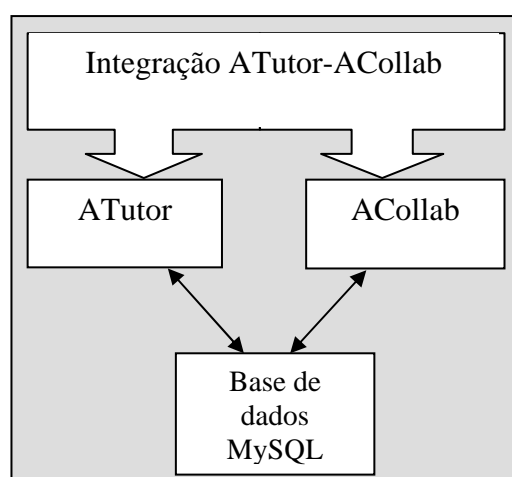 Integração ATutor-ACollab
ATutor
ACollab
Base de
dados
MySQL